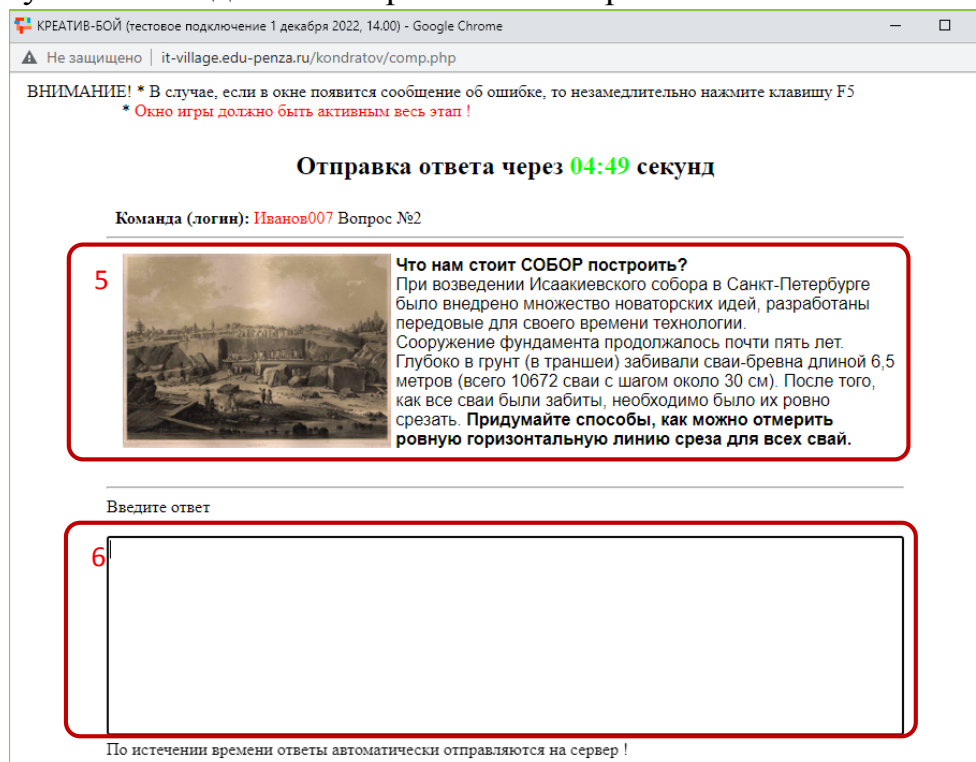 КРЕАТИВ-БОЙ (тестовое подключение 1 декабря 2022, 14.00) - Google Chrome
Не защищено | it-village.edu-penza.ru/kondratov/comp.php
ВНИМАНИЕ! * В случае, если в окне появится сообщение об ошибке, то незамедлительно нажмите клавишу F5
* Окно игры должно быть активным весь этап !
Отправка ответа через 04:49 секунд
Команда (логин): Иванов007 Вопрос №2
5
Что нам стоит СОБОР построить?
При возведении Исаакиевского собора в Санкт-Петербурге
было внедрено множество новаторских идей, разработаны
передовые для своего времени технологии.
Сооружение фундамента продолжалось почти пять лет.
Глубоко в грунт (в траншеи) забивали сваи-бревна длиной 6,5
метров (всего 10672 сваи с шагом около 30 см). После того,
как все сваи были забиты, необходимо было их ровно
срезать. Придумайте способы, как можно отмерить
ровную горизонтальную линию среза для всех свай.
Введите ответ
6
По истечении времени ответы автоматически отправляются на сервер !